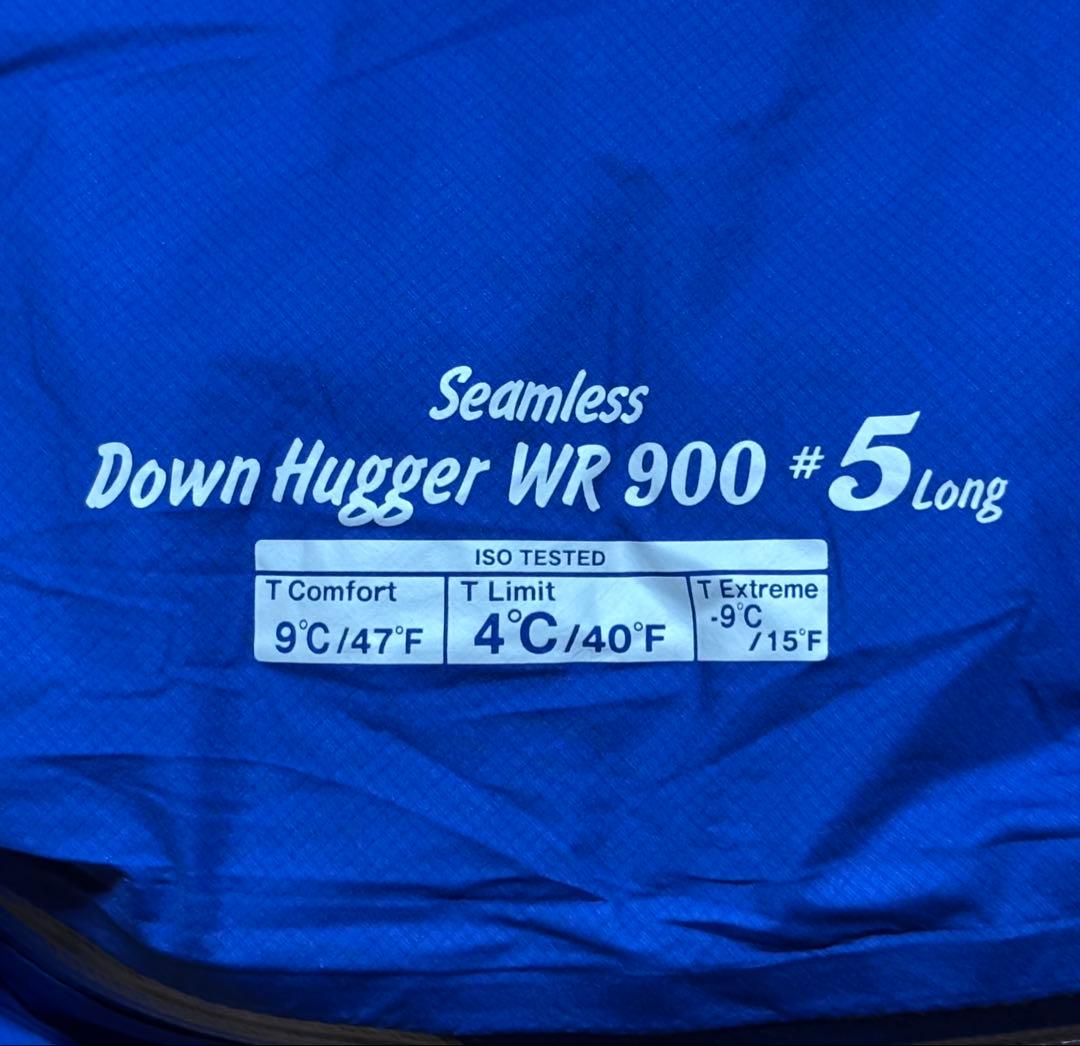 Seamless
Down Hugger WR 900 #5 Long
ISO TESTED
T Comfort
9°C/47°F
T Limit
4°C/40°F
T Extreme
-9°C
/15°F